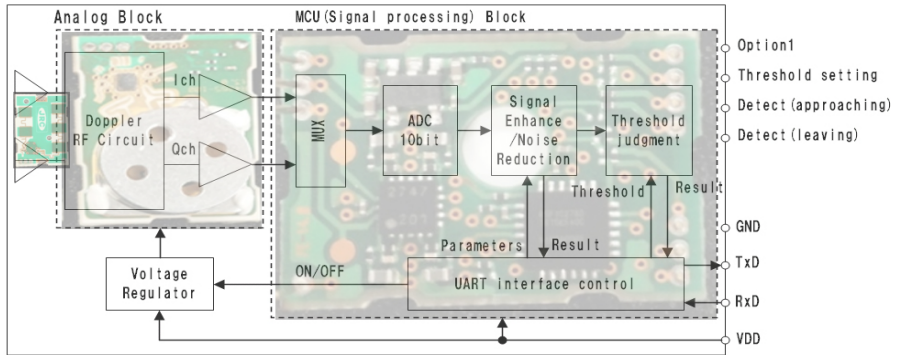 Analog Block
MCU(Signal processing) Block
Option1
Threshold setting
Detect(approaching)
Detect(leaving)
Ich
Doppler
RF Circuit
Qch
MUX
ADC
10bit
Signal
Enhance
/Noise
Reduction
Threshold
judgment
Threshold
Result
Parameters
Result
GND
TxD
RxD
VDD
ON/OFF
Voltage
Regulator
UART interface control